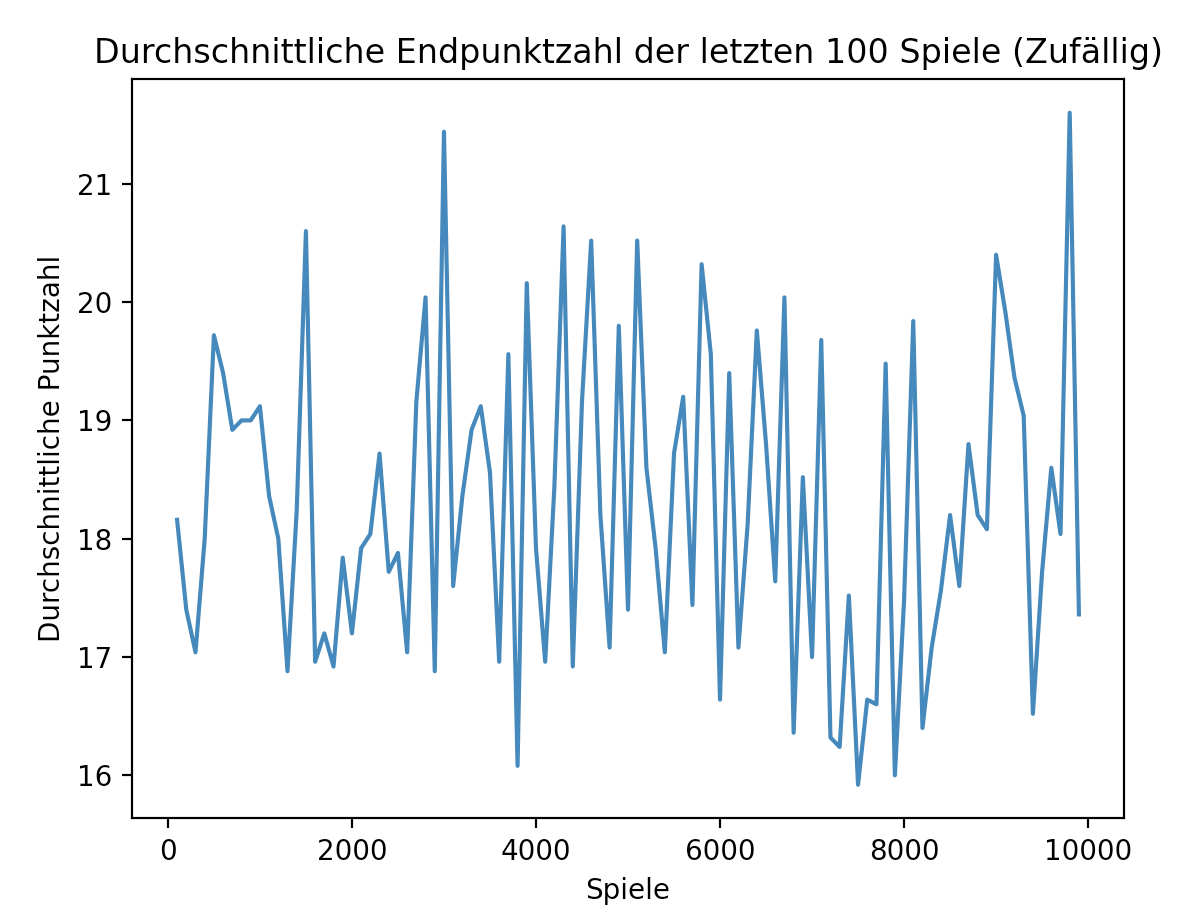 Durchschnittliche Endpunktzahl der letzten 100 Spiele (Zufällig)
Durchschnittliche Punktzahl
21
20
19
18
17
16
0 2000 4000 6000 8000 10000
Spiele